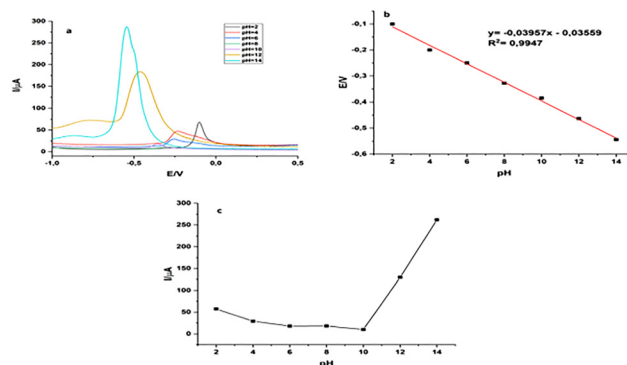 a
300
250
200
150
100
50
0
I/µA
-1,0 -0,5 0,0 0,5
E/V
pH=2
pH=4
pH=6
pH=8
pH=10
pH=12
pH=14
b
y= -0,03957x - 0,03559
R²= 0,9947
-0,1
-0,2
-0,3
-0,4
-0,5
-0,6
E/V
2 4 6 8 10 12 14
pH
c
300
250
200
150
100
50
0
I/µA
2 4 6 8 10 12 14
pH